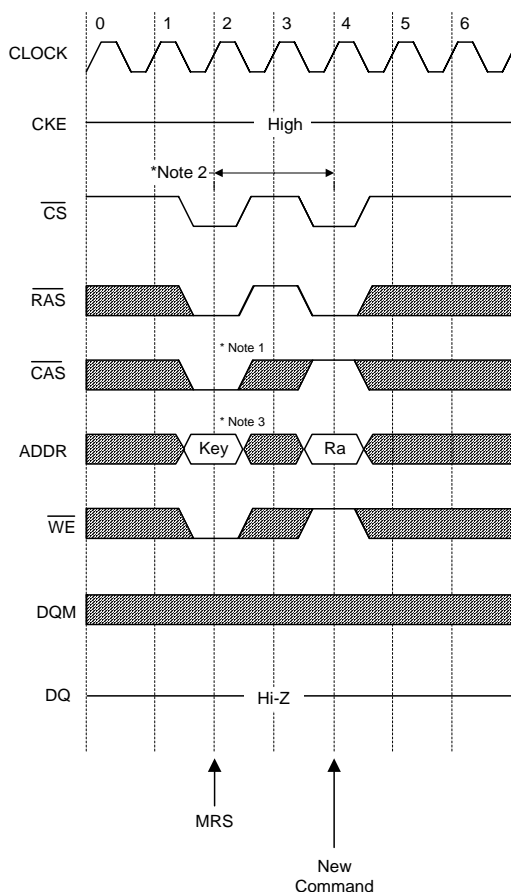 0 1 2 3 4 5 6
CLOCK
CKE High
*Note 2
CS
RAS
* Note 1
CAS
* Note 3
ADDR Key Ra
WE
DQM
DQ Hi-Z
MRS
New
Command